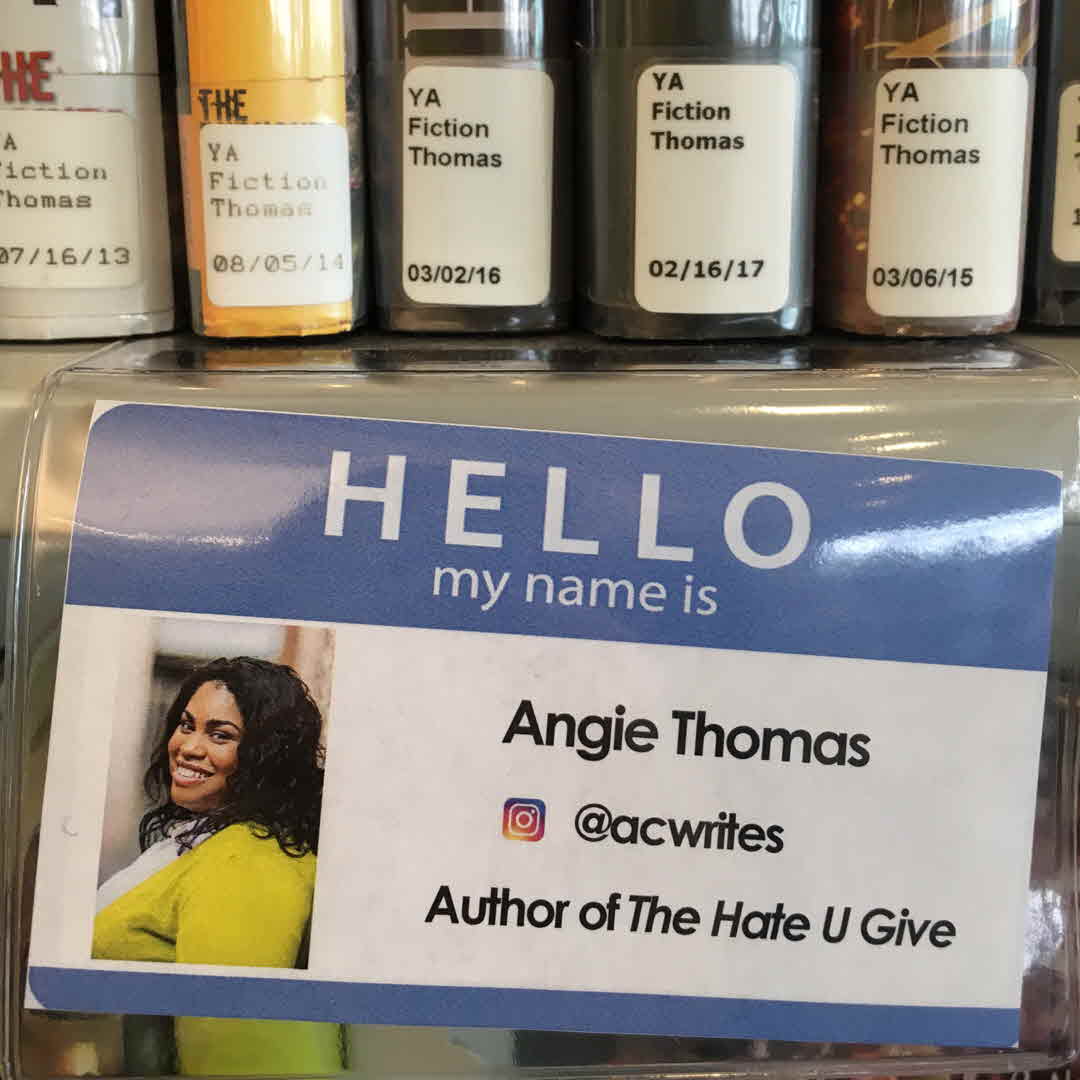 THE
YA
Fiction
Thomas
07/16/13
THE
YA
Fiction
Thomas
08/05/14
YA
Fiction
Thomas
03/02/16
YA
Fiction
Thomas
02/16/17
YA
Fiction
Thomas
03/06/15
HELLO
my name is
Angie Thomas
@acwrites
Author of The Hate U Give